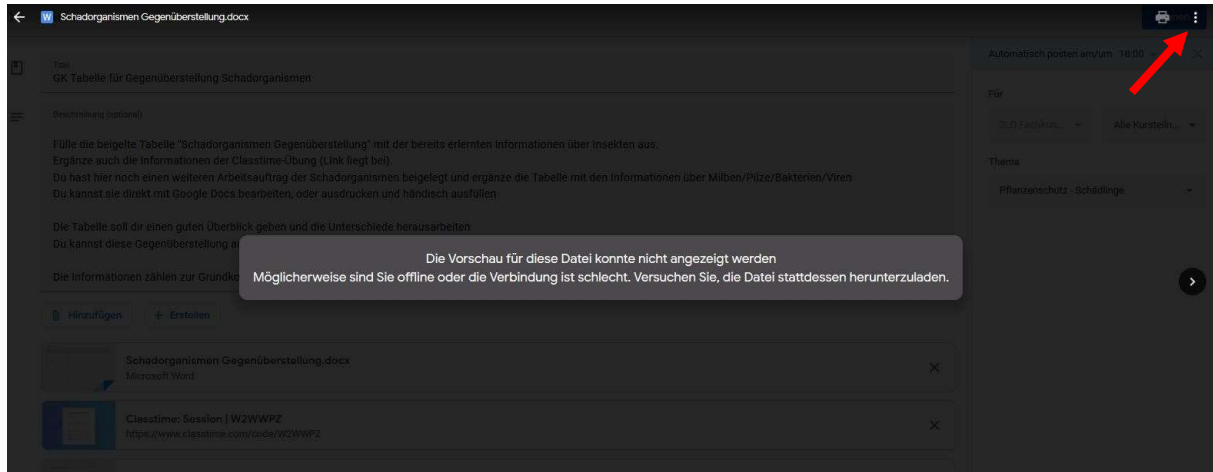 W Schadorganismen Gegenüberstellung.docx
Automatisch posten am/um 18:00
Titel
GK Tabelle für Gegenüberstellung Schadorganismen
Für
Beschreibung (optional)
2LD Fachkun... Alle Kursteiln...
Fülle die beigelte Tabelle "Schadorganismen Gegenüberstellung" mit der bereits erlernten Informationen über Insekten aus.
Ergänze auch die Informationen der Classtime-Übung (Link liegt bei).
Thema
Du hast hier noch einen weiteren Arbeitsauftrag der Schadorganismen beigelegt und ergänze die Tabelle mit den Informationen über Milben/Pilze/Bakterien/Viren
Du kannst sie direkt mit Google Docs bearbeiten, oder ausdrucken und händisch ausfüllen
Pflanzenschutz - Schädlinge
Die Tabelle soll dir einen guten Überblick geben und die Unterschiede herausarbeiten
Du kannst diese Gegenüberstellung
Die Vorschau für diese Datei konnte nicht angezeigt werden
Möglicherweise sind Sie offline oder die Verbindung ist schlecht. Versuchen Sie, die Datei stattdessen herunterzuladen.
Die Informationen zählen zur
Hinzufügen + Erstellen
Schadorganismen Gegenüberstellung.docx
Microsoft Word
Classtime: Session | W2WWPZ
https://www.classtime.com/code/W2WWPZ